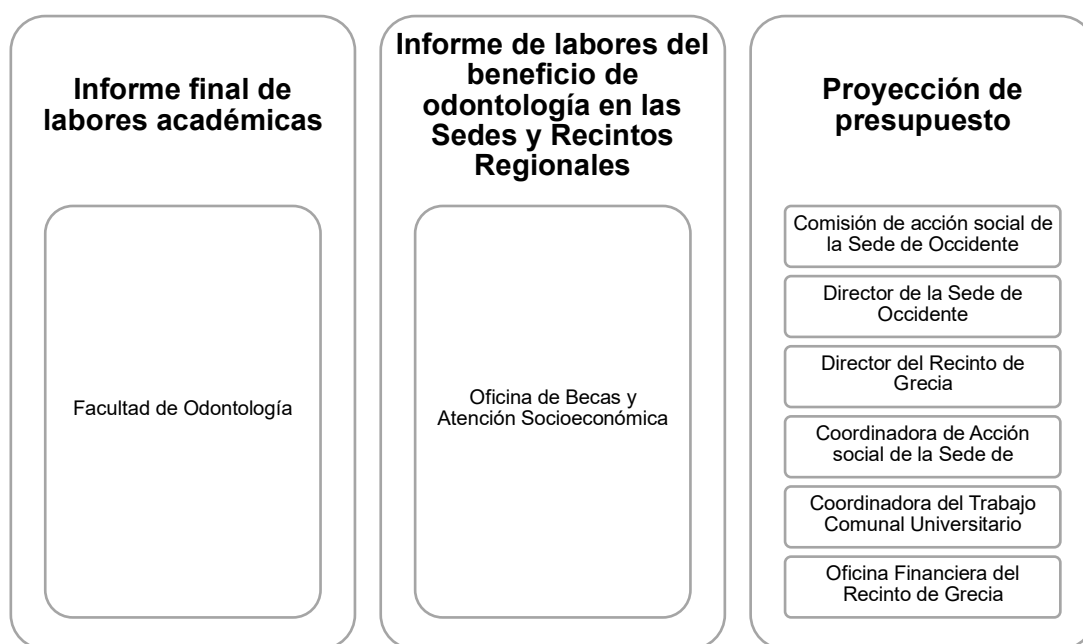 Informe final de
labores académicas
Facultad de Odontología
Informe de labores del
beneficio de
odontología en las
Sedes y Recintos
Regionales
Oficina de Becas y
Atención Socioeconómica
Proyección de
presupuesto
Comisión de acción social de
la Sede de Occidente
Director de la Sede de
Occidente
Director del Recinto de
Grecia
Coordinadora de Acción
social de la Sede de
Coordinadora del Trabajo
Comunal Universitario
Oficina Financiera del
Recinto de Grecia